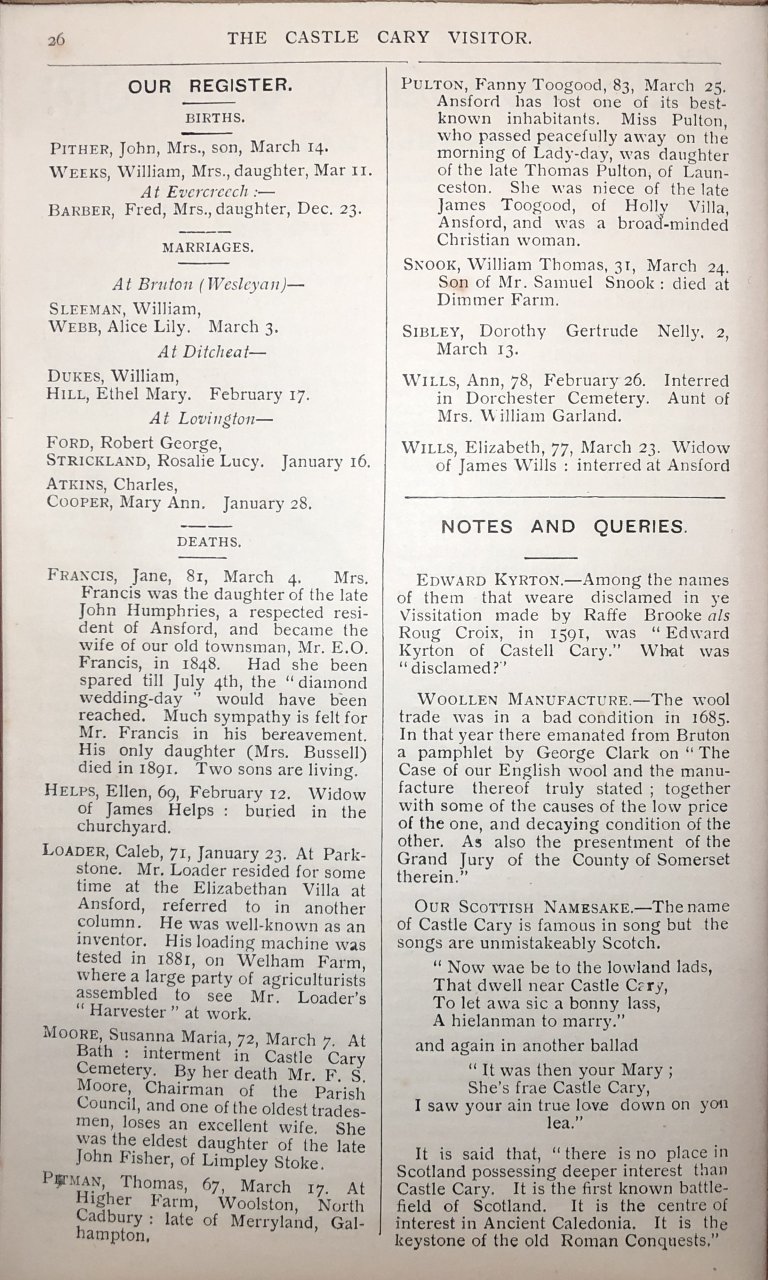 26
THE CASTLE CARY VISITOR.
OUR REGISTER.
BIRTHS.
PITHER, John, Mrs., son, March 14.
WEEKS, William, Mrs., daughter, Mar 11.
At Evercreech :—
BARBER, Fred, Mrs., daughter, Dec. 23.
MARRIAGES.
At Bruton (Wesleyan)—
SLEEMAN, William,
WEBB, Alice Lily. March 3.
At Ditcheat—
DUKES, William,
HILL, Ethel Mary. February 17.
At Lovington—
FORD, Robert George,
STRICKLAND, Rosalie Lucy. January 16.
ATKINS, Charles,
COOPER, Mary Ann. January 28.
DEATHS.
FRANCIS, Jane, 81, March 4. Mrs.
Francis was the daughter of the late
John Humphries, a respected resi-
dent of Ansford, and became the
wife of our old townsman, Mr. E.O.
Francis, in 1848. Had she been
spared till July 4th, the "diamond
wedding-day" would have been
reached. Much sympathy is felt for
Mr. Francis in his bereavement.
His only daughter (Mrs. Bussell)
died in 1891. Two sons are living.
HELPS, Ellen, 69, February 12. Widow
of James Helps : buried in the
churchyard.
LOADER, Caleb, 71, January 23. At Park-
stone. Mr. Loader resided for some
time at the Elizabethan Villa at
Ansford, referred to in another
column. He was well-known as an
inventor. His loading machine was
tested in 1881, on Welham Farm,
where a large party of agriculturists
assembled to see Mr. Loader's
"Harvester" at work.
MOORE, Susanna Maria, 72, March 7. At
Bath : interment in Castle Cary
Cemetery. By her death Mr. F. S.
Moore, Chairman of the Parish
Council, and one of the oldest trades-
men, loses an excellent wife. She
was the eldest daughter of the late
John Fisher, of Limpley Stoke.
PITMAN, Thomas, 67, March 17. At
Higher Farm, Woolston, North
Cadbury : late of Merryland, Gal-
hampton.
PULTON, Fanny Toogood, 83, March 25.
Ansford has lost one of its best-
known inhabitants. Miss Pulton,
who passed peacefully away on the
morning of Lady-day, was daughter
of the late Thomas Pulton, of Laun-
ceston. She was niece of the late
James Toogood, of Holly Villa,
Ansford, and was a broad-minded
Christian woman.
SNOOK, William Thomas, 31, March 24.
Son of Mr. Samuel Snook : died at
Dimmer Farm.
SIBLEY, Dorothy Gertrude Nelly, 2,
March 13.
WILLS, Ann, 78, February 26. Interred
in Dorchester Cemetery. Aunt of
Mrs. William Garland.
WILLS, Elizabeth, 77, March 23. Widow
of James Wills : interred at Ansford
NOTES AND QUERIES.
EDWARD KYRTON.—Among the names
of them that weare disclamed in ye
Vissitation made by Raffe Brooke als
Roug Croix, in 1591, was "Edward
Kyrton of Castell Cary." What was
"disclamed?"
WOOLLEN MANUFACTURE.—The wool
trade was in a bad condition in 1685.
In that year there emanated from Bruton
a pamphlet by George Clark on "The
Case of our English wool and the manu-
facture thereof truly stated ; together
with some of the causes of the low price
of the one, and decaying condition of the
other. As also the presentment of the
Grand Jury of the County of Somerset
therein."
OUR SCOTTISH NAMESAKE.—The name
of Castle Cary is famous in song but the
songs are unmistakeably Scotch.
"Now wae be to the lowland lads,
That dwell near Castle Cary,
To let awa sic a bonny lass,
A hielanman to marry."
and again in another ballad
"It was then your Mary ;
She's frae Castle Cary,
I saw your ain true love down on yon
lea."
It is said that, "there is no place in
Scotland possessing deeper interest than
Castle Cary. It is the first known battle-
field of Scotland. It is the centre of
interest in Ancient Caledonia. It is the
keystone of the old Roman Conquests."